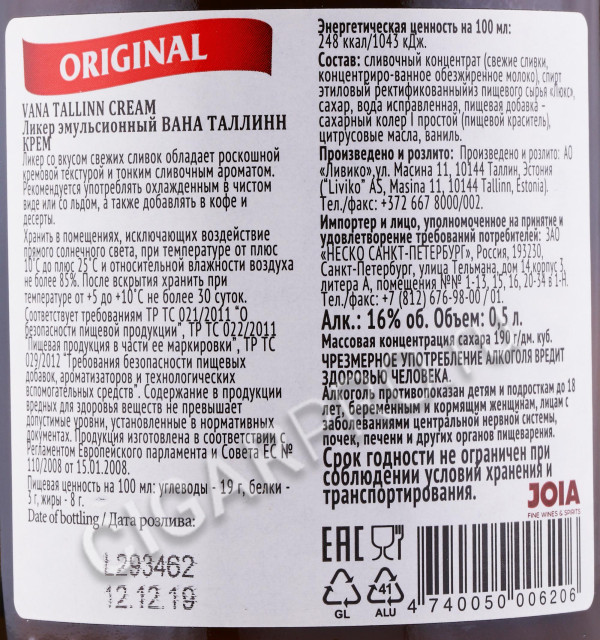 ORIGINAL
VANA TALLINN CREAM
Ликер эмульсионный ВАНА ТАЛЛИНН
КРЕМ
Ликер со вкусом свежих сливок обладает роскошной
кремовой текстурой и тонким сливочным ароматом.
Рекомендуется употреблять охлажденным в чистом
виде или со льдом, а также добавлять в кофе и
десерты.
Хранить в помещениях, исключающих воздействие
прямого солнечного света, при температуре от плюс
10°С до плюс 25°С и относительной влажности воздуха
не более 85%. После вскрытия хранить при
температуре от +5 до +10°С не более 30 суток.
Соответствует требованиям ТР ТС 021/2011 "О
безопасности пищевой продукции", ТР ТС 022/2011
"Пищевая продукция в части ее маркировки", ТР ТС
029/2012 "Требования безопасности пищевых
добавок, ароматизаторов и технологических
вспомогательных средств". Содержание в продукции
вредных для здоровья веществ не превышает
допустимые уровни, установленные в нормативных
документах. Продукция изготовлена в соответствии с
Регламентом Европейского парламента и Совета ЕС №
110/2008 от 15.01.2008.
Пищевая ценность на 100 мл: углеводы - 19 г, белки -
3 г, жиры - 8 г.
Date of bottling / Дата розлива:
L293462
12.12.19
Энергетическая ценность на 100 мл:
248 ккал/1043 кДж.
Состав: сливочный концентрат (свежие сливки,
концентриро-ванное обезжиренное молоко), спирт
этиловый ректификованныйиз пищевого сырья «Люкс»,
сахар, вода исправленная, пищевая добавка -
сахарный колер I простой (пищевой краситель),
цитрусовые масла, ваниль.
Произведено и розлито: Произведено и розлито: АО
«Ливико»,ул. Масина 11, 10144 Таллин, Эстония
("Liviko" AS, Masina 11, 10144 Tallinn, Estonia).
Тел./факс: +372 667 8000/002.
Импортер и лицо, уполномоченное на принятие и
удовлетворение требований потребителей: ЗАО
«НЕСКО САНКТ-ПЕТЕРБУРГ», Россия, 193230,
Санкт-Петербург, улица Тельмана, дом 14,корпус 3,
литера А, помещения №№ 1-13, 15, 16, 20-34 в 1-Н.
Тел./факс: +7 (812) 676-98-00 / 01.
Алк.: 16% об. Объем: 0,5 л.
Массовая концентрация сахара 190 г/дм. куб.
ЧРЕЗМЕРНОЕ УПОТРЕБЛЕНИЕ АЛКОГОЛЯ ВРЕДИТ
ЗДОРОВЬЮ ЧЕЛОВЕКА.
Алкоголь противопоказан детям и подросткам до 18
лет, беременным и кормящим женщинам, лицам с
заболеваниями центральной нервной системы,
почек, печени и других органов пищеварения.
Срок годности не ограничен при
соблюдении условий хранения и
транспортирования.
JOIA
FINE WINES & SPIRITS
EAC
GL
41
ALU
4 740050 006206
CIGARPRO.RU